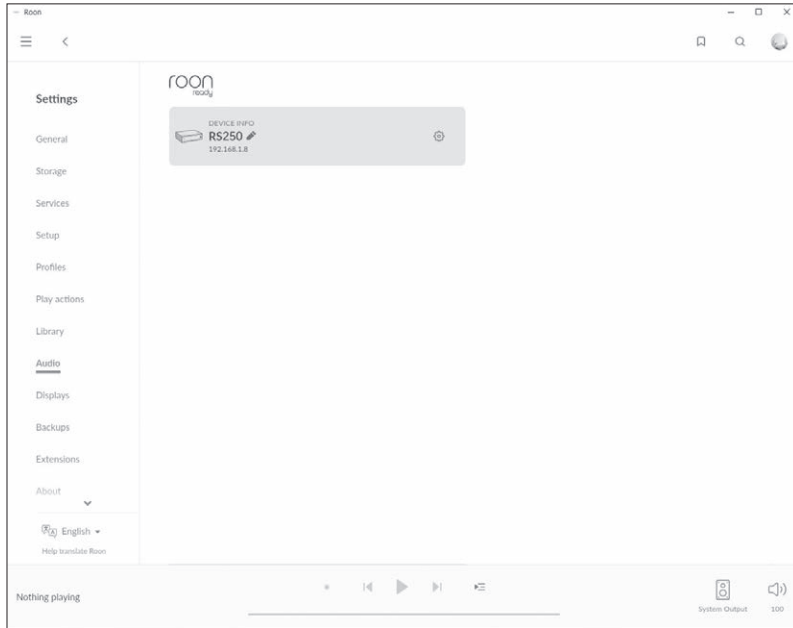 Roon
Settings
General
Storage
Services
Setup
Profiles
Play actions
Library
Audio
Displays
Backups
Extensions
About
English
Help translate Roon
roon
ready
DEVICE INFO
RS250
192.168.1.8
Nothing playing
System Output
100